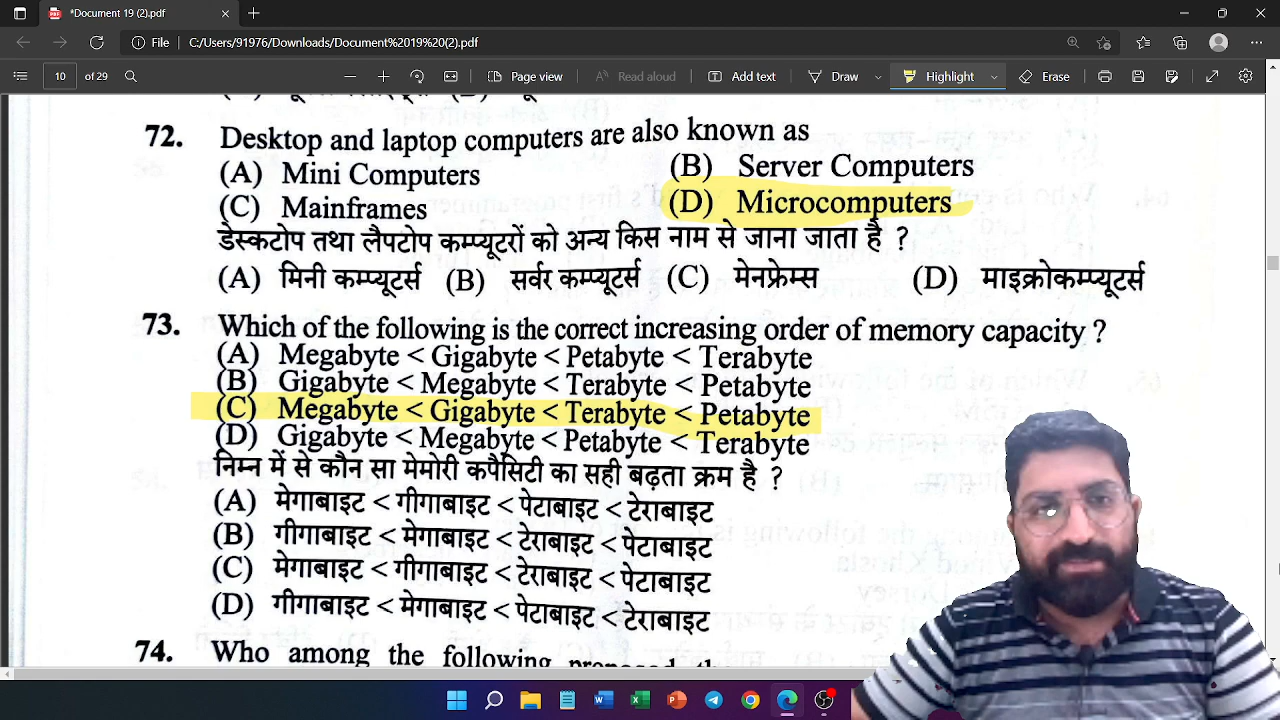 *Document 19 (2).pdf
File C:/Users/91976/Downloads/Document%2019%20(2).pdf
10 of 29 Page view Read aloud Add text Draw Highlight Erase
72. Desktop and laptop computers are also known as
(A) Mini Computers (B) Server Computers
(C) Mainframes (D) Microcomputers
डेस्कटोप तथा लैपटोप कम्प्यूटरों को अन्य किस नाम से जाना जाता है ?
(A) मिनी कम्प्यूटर्स (B) सर्वर कम्प्यूटर्स (C) मेनफ्रेम्स (D) माइक्रोकम्प्यूटर्स
73. Which of the following is the correct increasing order of memory capacity ?
(A) Megabyte < Gigabyte < Petabyte < Terabyte
(B) Gigabyte < Megabyte < Terabyte < Petabyte
(C) Megabyte < Gigabyte < Terabyte < Petabyte
(D) Gigabyte < Megabyte < Petabyte < Terabyte
निम्न में से कौन सा मेमोरी कपैसिटी का सही बढ़ता क्रम है ?
(A) मेगाबाइट < गीगाबाइट < पेटाबाइट < टेराबाइट
(B) गीगाबाइट < मेगाबाइट < टेराबाइट < पेटाबाइट
(C) मेगाबाइट < गीगाबाइट < टेराबाइट < पेटाबाइट
(D) गीगाबाइट < मेगाबाइट < पेटाबाइट < टेराबाइट
74. Who among the following proposed